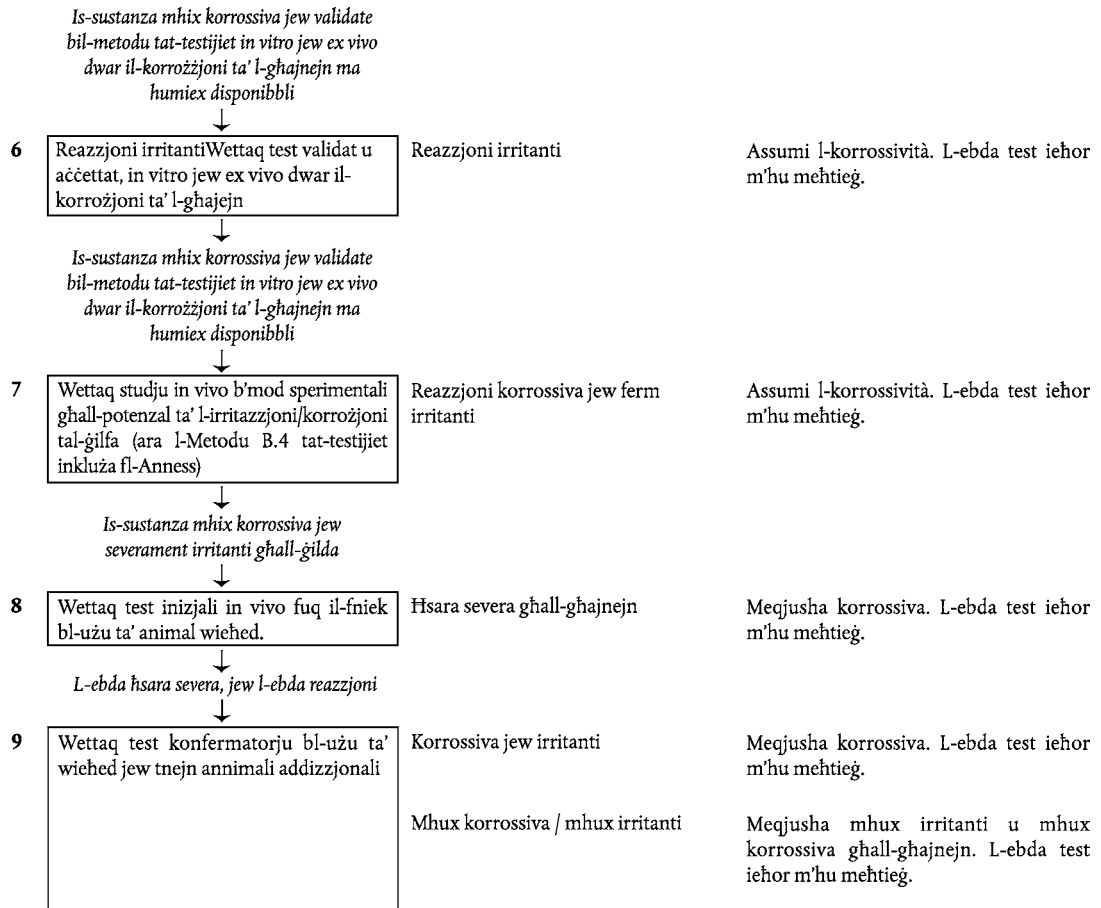 Is-sustanza mhix korrossiva jew validate
bil-metodu tat-testijiet in vitro jew ex vivo
dwar il-korrożżjoni ta' l-għajnejn ma
humiex disponibbli
↓
6
Reazzjoni irritantiWettaq test validat u
aċċettat, in vitro jew ex vivo dwar il-
korrożjoni ta' l-għajejn
Reazzjoni irritanti
Assumi l-korrossività. L-ebda test ieħor
m'hu meħtieġ.
↓
Is-sustanza mhix korrossiva jew validate
bil-metodu tat-testijiet in vitro jew ex vivo
dwar il-korrożżjoni ta' l-għajnejn ma
humiex disponibbli
↓
7
Wettaq studju in vivo b'mod sperimentali
għall-potenzal ta' l-irritazzjoni/korrożjoni
tal-ġilfa (ara l-Metodu B.4 tat-testijiet
inkluża fl-Anness)
Reazzjoni korrossiva jew ferm
irritanti
Assumi l-korrossività. L-ebda test ieħor
m'hu meħtieġ.
↓
Is-sustanza mhix korrossiva jew
severament irritanti għall-ġilda
↓
8
Wettaq test inizjali in vivo fuq il-fniek
bl-użu ta' animal wieħed.
Ħsara severa għall-għajnejn
Meqjusha korrossiva. L-ebda test ieħor
m'hu meħtieġ.
↓
L-ebda ħsara severa, jew l-ebda reazzjoni
↓
9
Wettaq test konfermatorju bl-użu ta'
wieħed jew tnejn annimali addizzjonali
Korrossiva jew irritanti
Meqjusha korrossiva. L-ebda test ieħor
m'hu meħtieġ.
Mhux korrossiva / mhux irritanti
Meqjusha mhux irritanti u mhux
korrossiva għall-għajnejn. L-ebda test
ieħor m'hu meħtieġ.